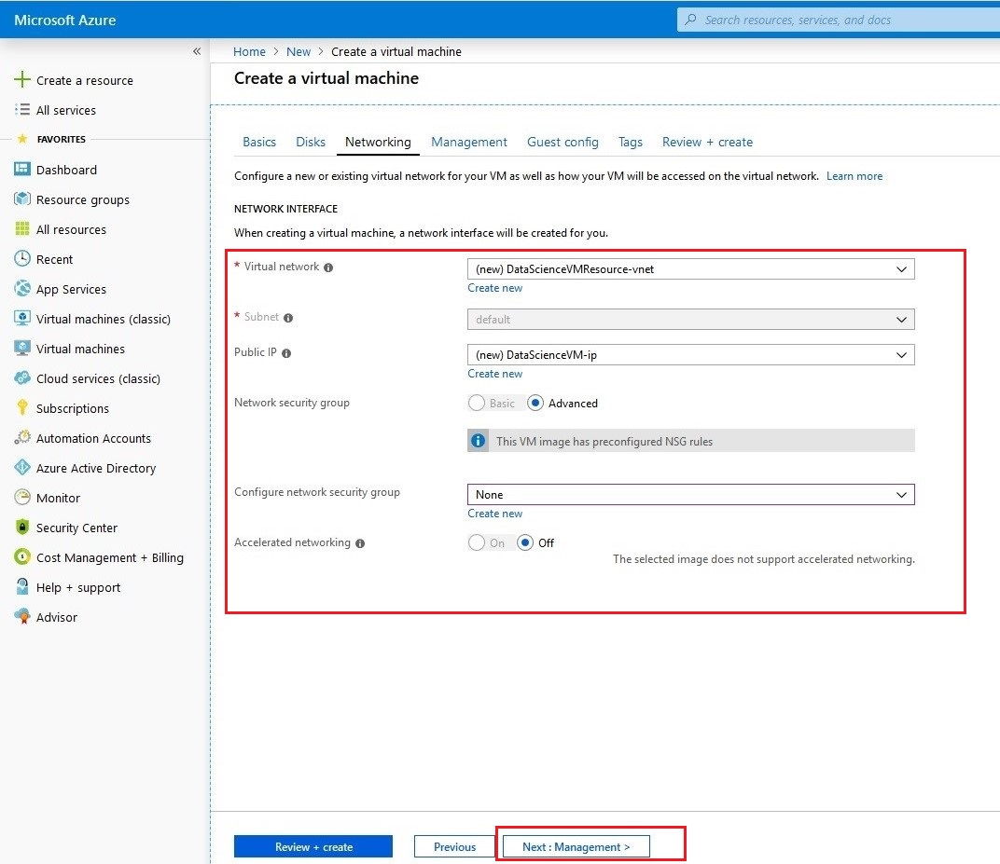 Microsoft Azure
Search resources, services, and docs
«
Create a resource
All services
FAVORITES
Dashboard
Resource groups
All resources
Recent
App Services
Virtual machines (classic)
Virtual machines
Cloud services (classic)
Subscriptions
Automation Accounts
Azure Active Directory
Monitor
Security Center
Cost Management + Billing
Help + support
Advisor
Home > New > Create a virtual machine
Create a virtual machine
Basics Disks Networking Management Guest config Tags Review + create
Configure a new or existing virtual network for your VM as well as how your VM will be accessed on the virtual network. Learn more
NETWORK INTERFACE
When creating a virtual machine, a network interface will be created for you.
* Virtual network (new) DataScienceVMResource-vnet
Create new
* Subnet default
Public IP (new) DataScienceVM-ip
Create new
Network security group Basic Advanced
This VM image has preconfigured NSG rules
Configure network security group None
Create new
Accelerated networking On Off
The selected image does not support accelerated networking.
Review + create Previous Next : Management >